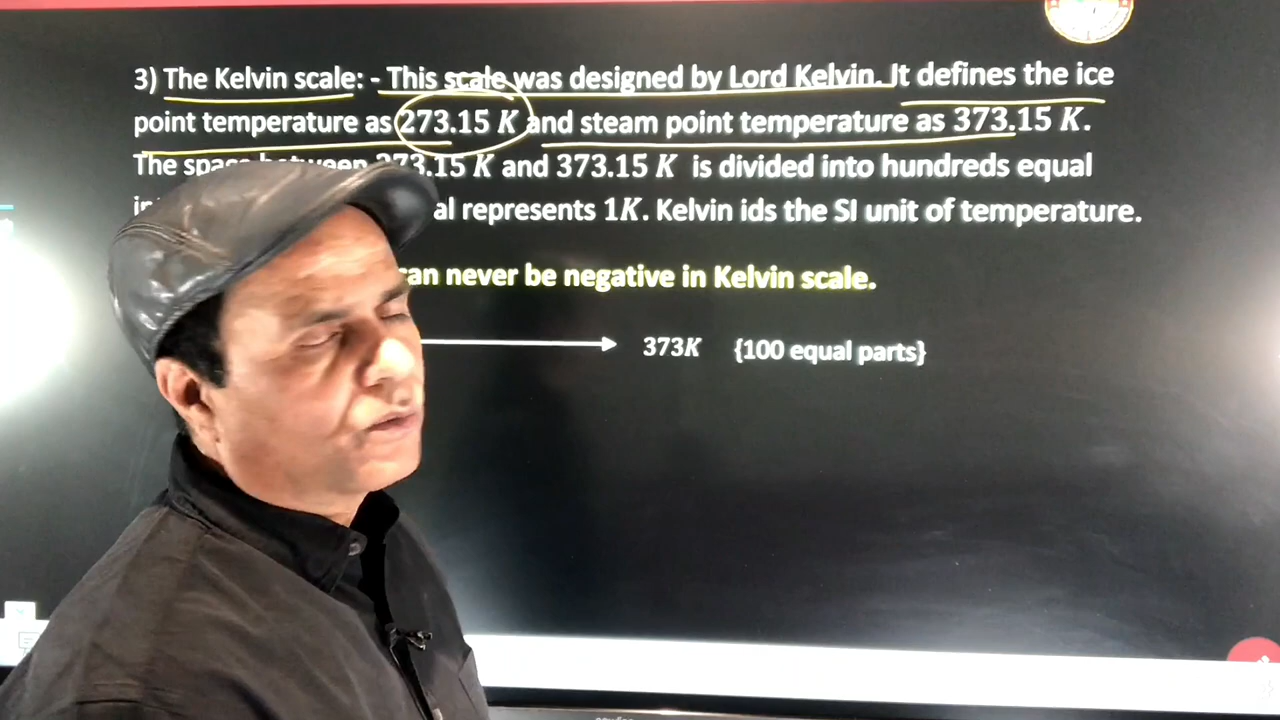 3) The Kelvin scale: - This scale was designed by Lord Kelvin. It defines the ice
point temperature as 273.15 K and steam point temperature as 373.15 K.
The space between 273.15 K and 373.15 K is divided into hundreds equal
al represents 1K. Kelvin ids the SI unit of temperature.
can never be negative in Kelvin scale.
373K {100 equal parts}